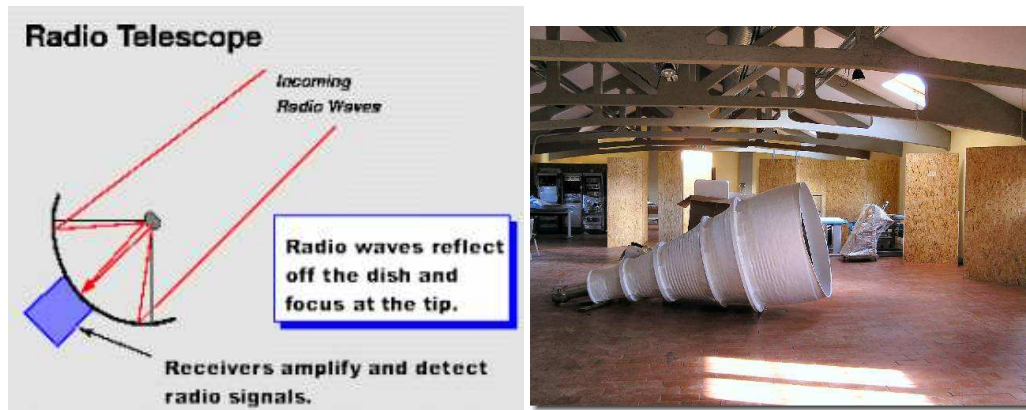 Radio Telescope
Incoming
Radio Waves
Radio waves reflect
off the dish and
focus at the tip.
Receivers amplify and detect
radio signals.